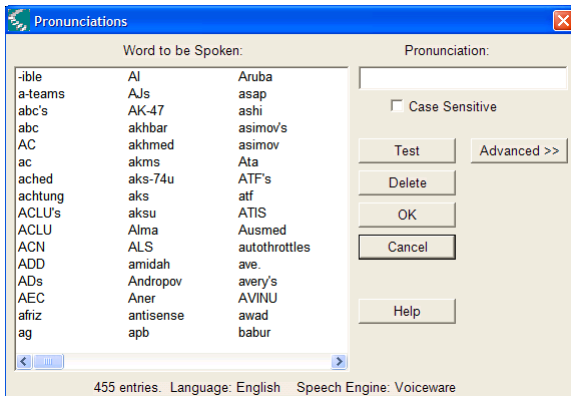 Pronunciations
Word to be Spoken:
-ible
a-teams
abc's
abc
AC
ac
ached
achtung
ACLU's
ACLU
ACN
ADD
ADs
AEC
afriz
ag
Al
AJs
AK-47
akhbar
akhmed
akms
aks-74u
aks
aksu
Alma
ALS
amidah
Andropov
Aner
antisense
apb
Aruba
asap
ashi
asimov's
asimov
Ata
ATF's
atf
ATIS
Ausmed
autothrottles
ave.
avery's
AVINU
awad
babur
Pronunciation:
Case Sensitive
Test
Advanced >>
Delete
OK
Cancel
Help
455 entries. Language: English Speech Engine: Voiceware